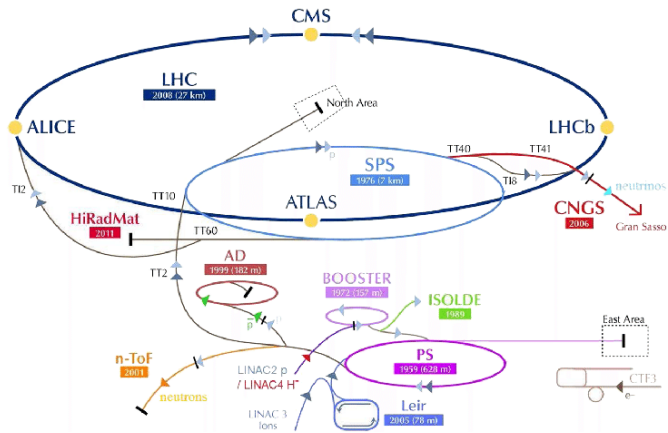 CMS
LHC
2008 (27 km)
North Area
ALICE
LHCb
TT40
TT41
SPS
1976 (7 km)
TI8
TI2
TT10
ATLAS
neutrinos
CNGS
2006
Gran Sasso
HiRadMat
2011
TT60
AD
1999 (182 m)
TT2
BOOSTER
1972 (157 m)
ISOLDE
1989
East Area
p
p
n-ToF
2001
neutrons
LINAC2 p
/ LINAC4 H⁻
PS
1959 (628 m)
LINAC 3
Ions
Leir
2005 (78 m)
CTF3
e-